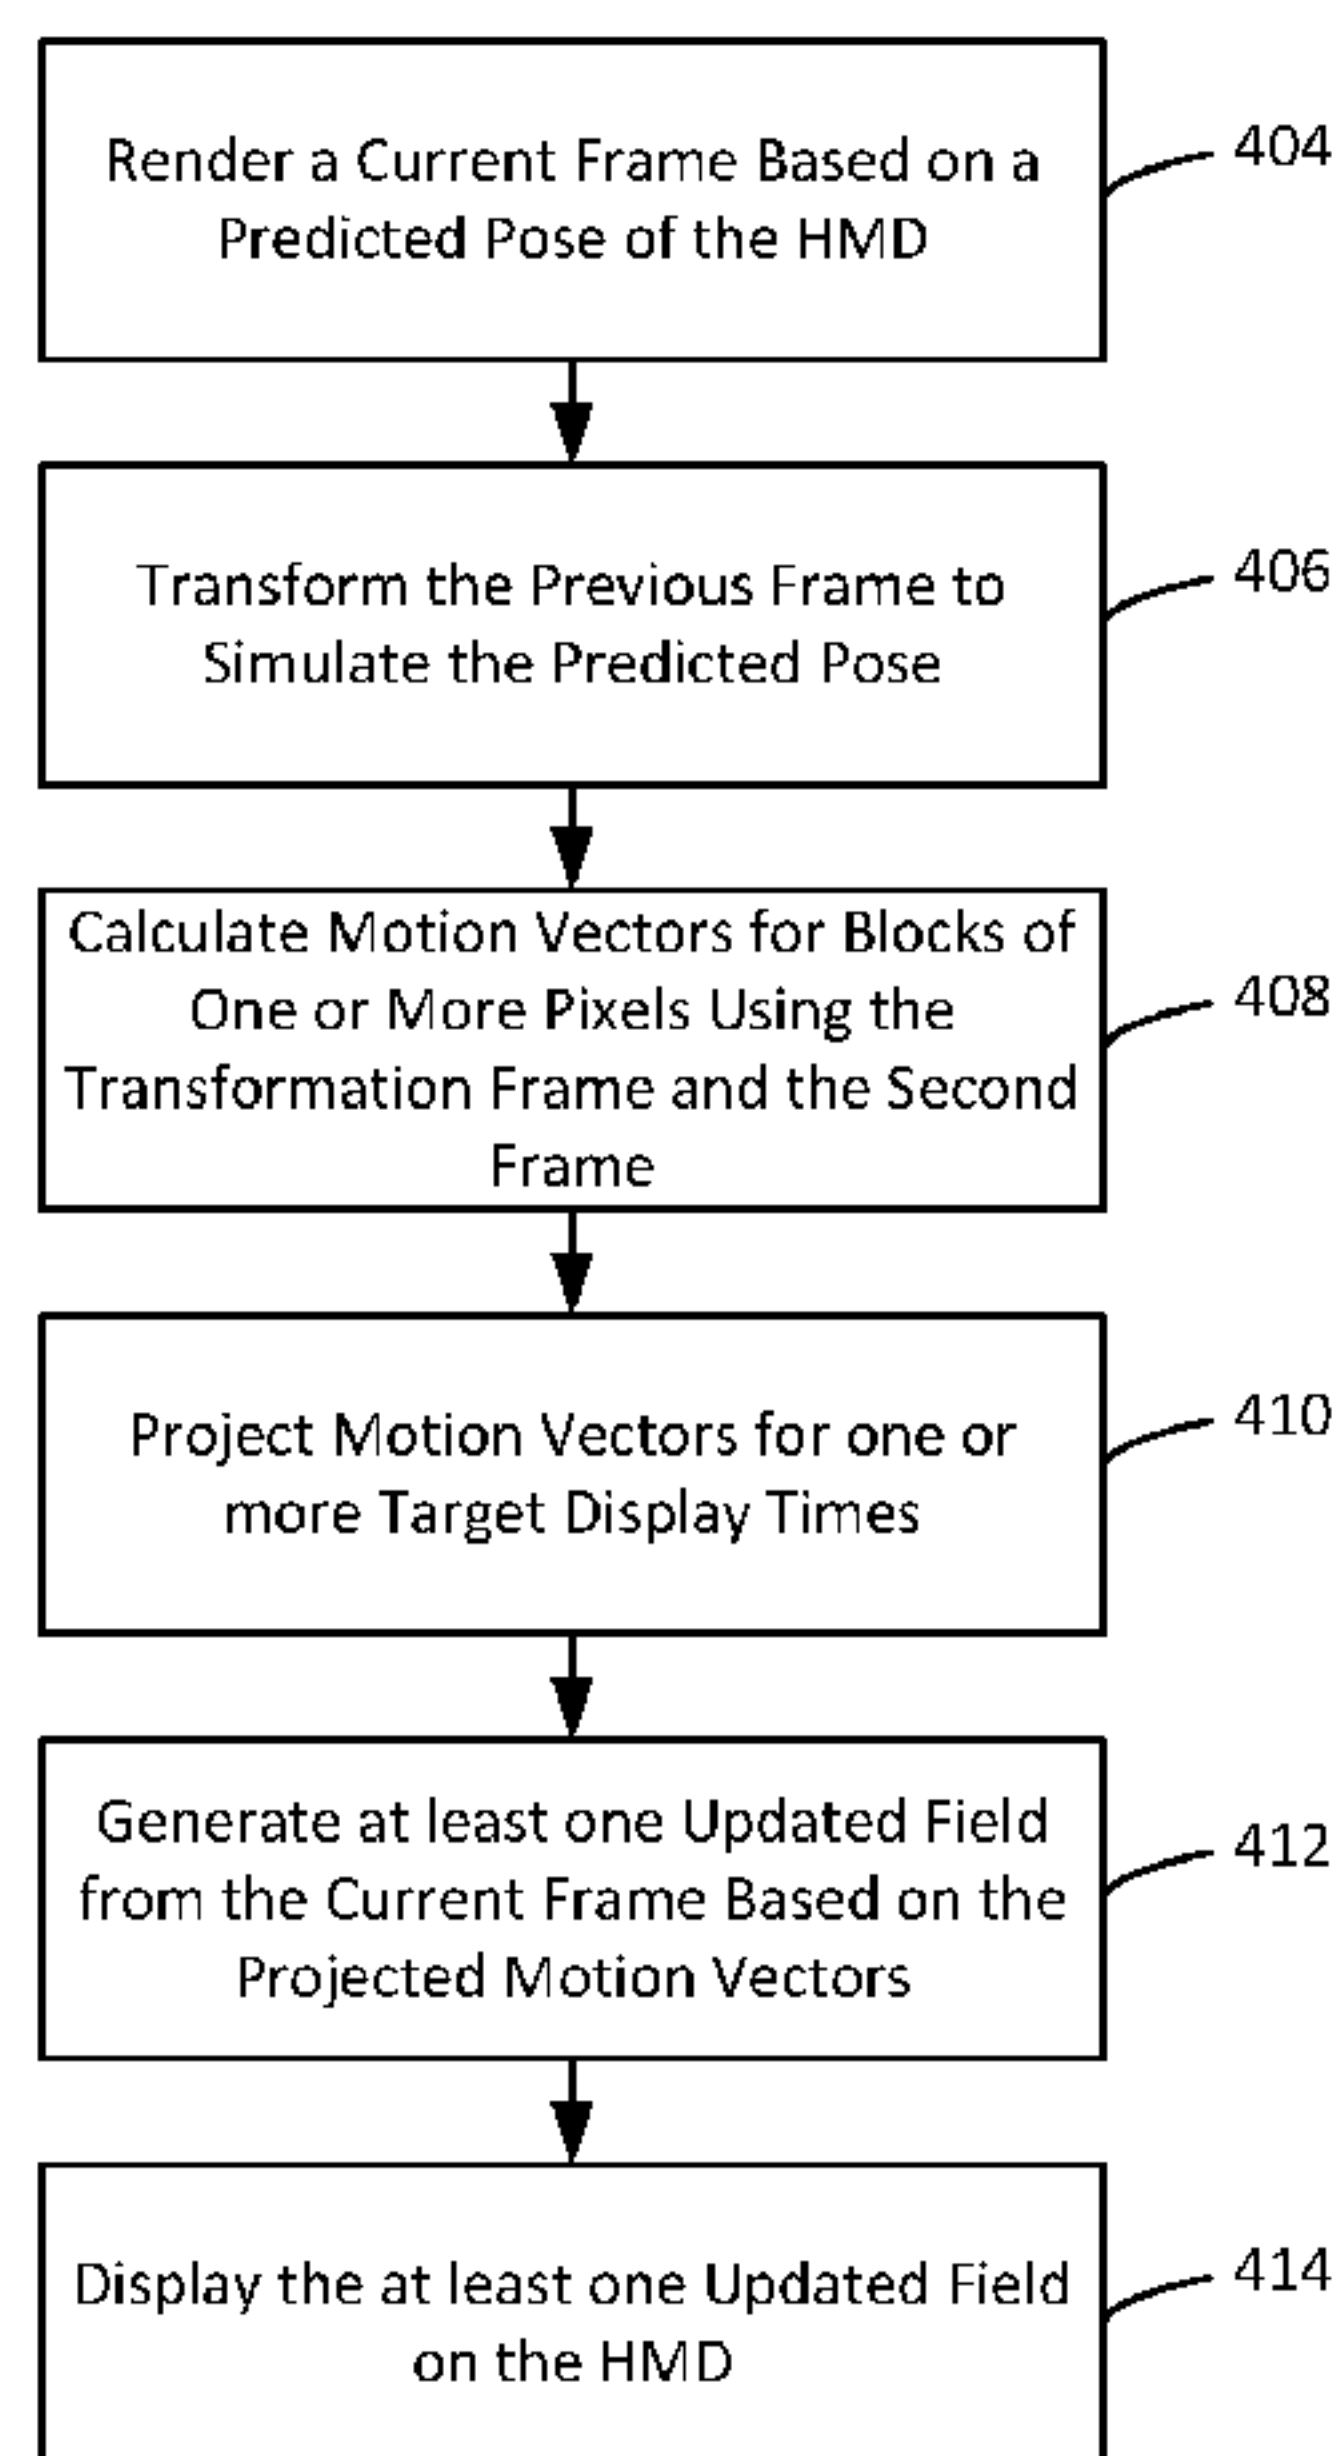 Render a Current Frame Based on a
Predicted Pose of the HMD
404
Transform the Previous Frame to
Simulate the Predicted Pose
406
Calculate Motion Vectors for Blocks of
One or More Pixels Using the
Transformation Frame and the Second
Frame
408
Project Motion Vectors for one or
more Target Display Times
410
Generate at least one Updated Field
from the Current Frame Based on the
Projected Motion Vectors
412
Display the at least one Updated Field
on the HMD
414